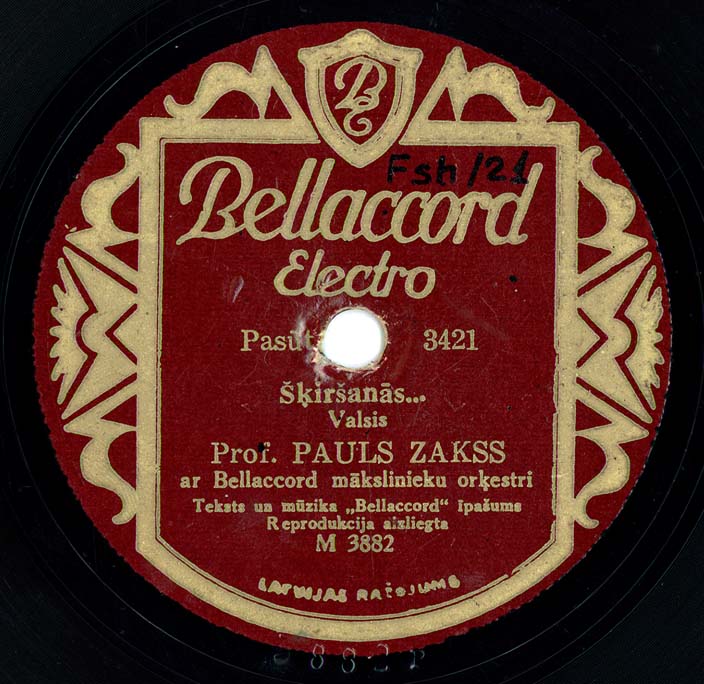 B
Fsh/21
Bellaccord
Electro
Pasūt. 3421
Šķiršanās...
Valsis
Prof. PAULS ZAKSS
ar Bellaccord mākslinieku orķestri
Teksts un mūzika „Bellaccord“ īpašums
Reprodukcija aizliegta
M 3882
LATVIJAS RAŽOJUMS